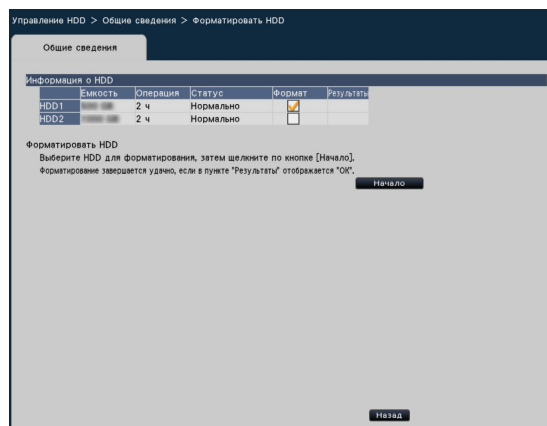 Управление HDD > Общие сведения > Форматировать HDD
Общие сведения
Информация о HDD
Емкость Операция Статус Формат Результаты
HDD1 2 ч Нормально
HDD2 2 ч Нормально
Форматировать HDD
Выберите HDD для форматирования, затем щелкните по кнопке [Начало].
Форматирование завершается удачно, если в пункте "Результаты" отображается "ОК".
Начало
Назад